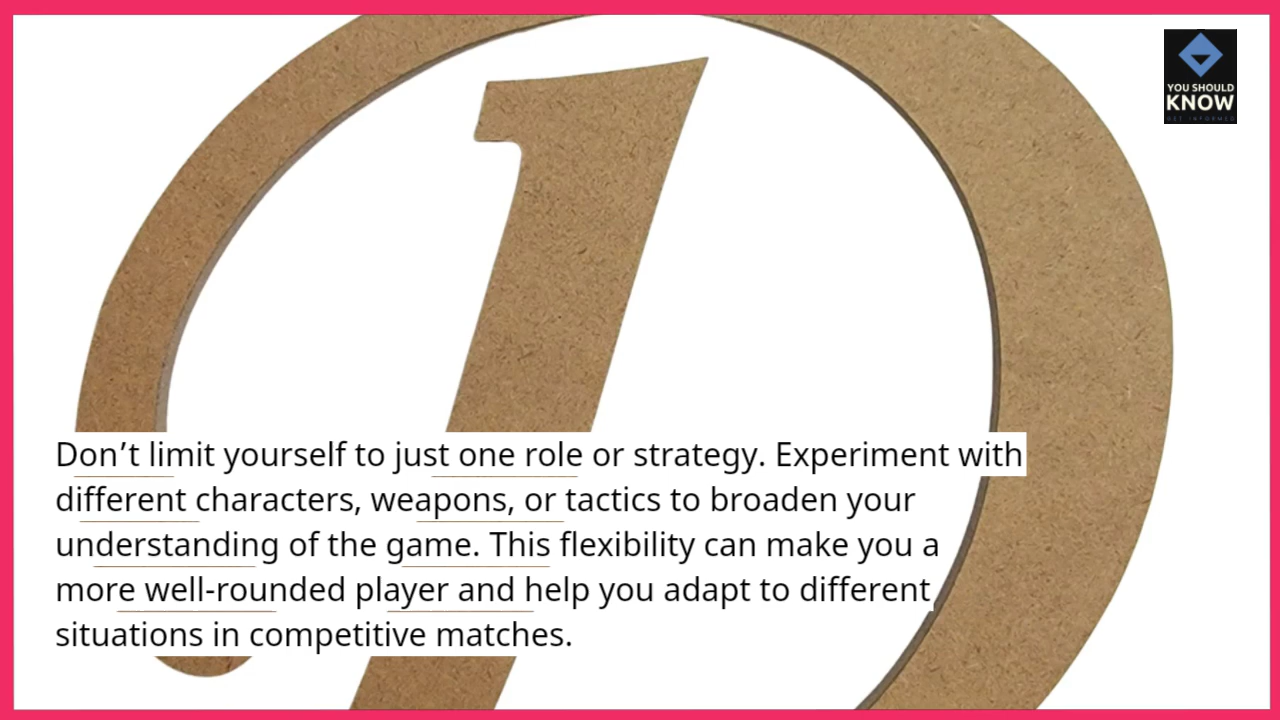 YOU SHOULD
KNOW
GET INFORMED
Don’t limit yourself to just one role or strategy. Experiment with
different characters, weapons, or tactics to broaden your
understanding of the game. This flexibility can make you a
more well-rounded player and help you adapt to different
situations in competitive matches.